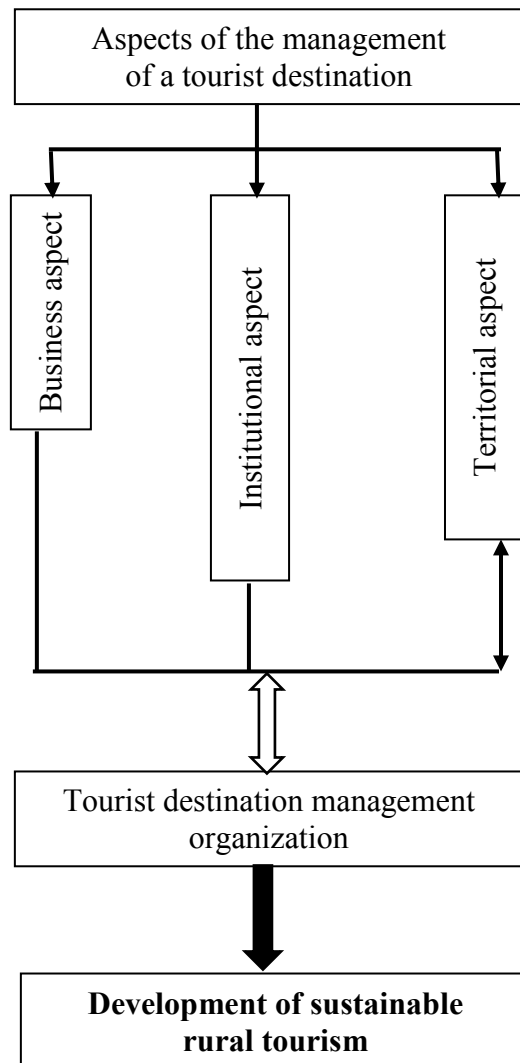 Aspects of the management
of a tourist destination
Business aspect
Institutional aspect
Territorial aspect
Tourist destination management
organization
Development of sustainable
rural tourism